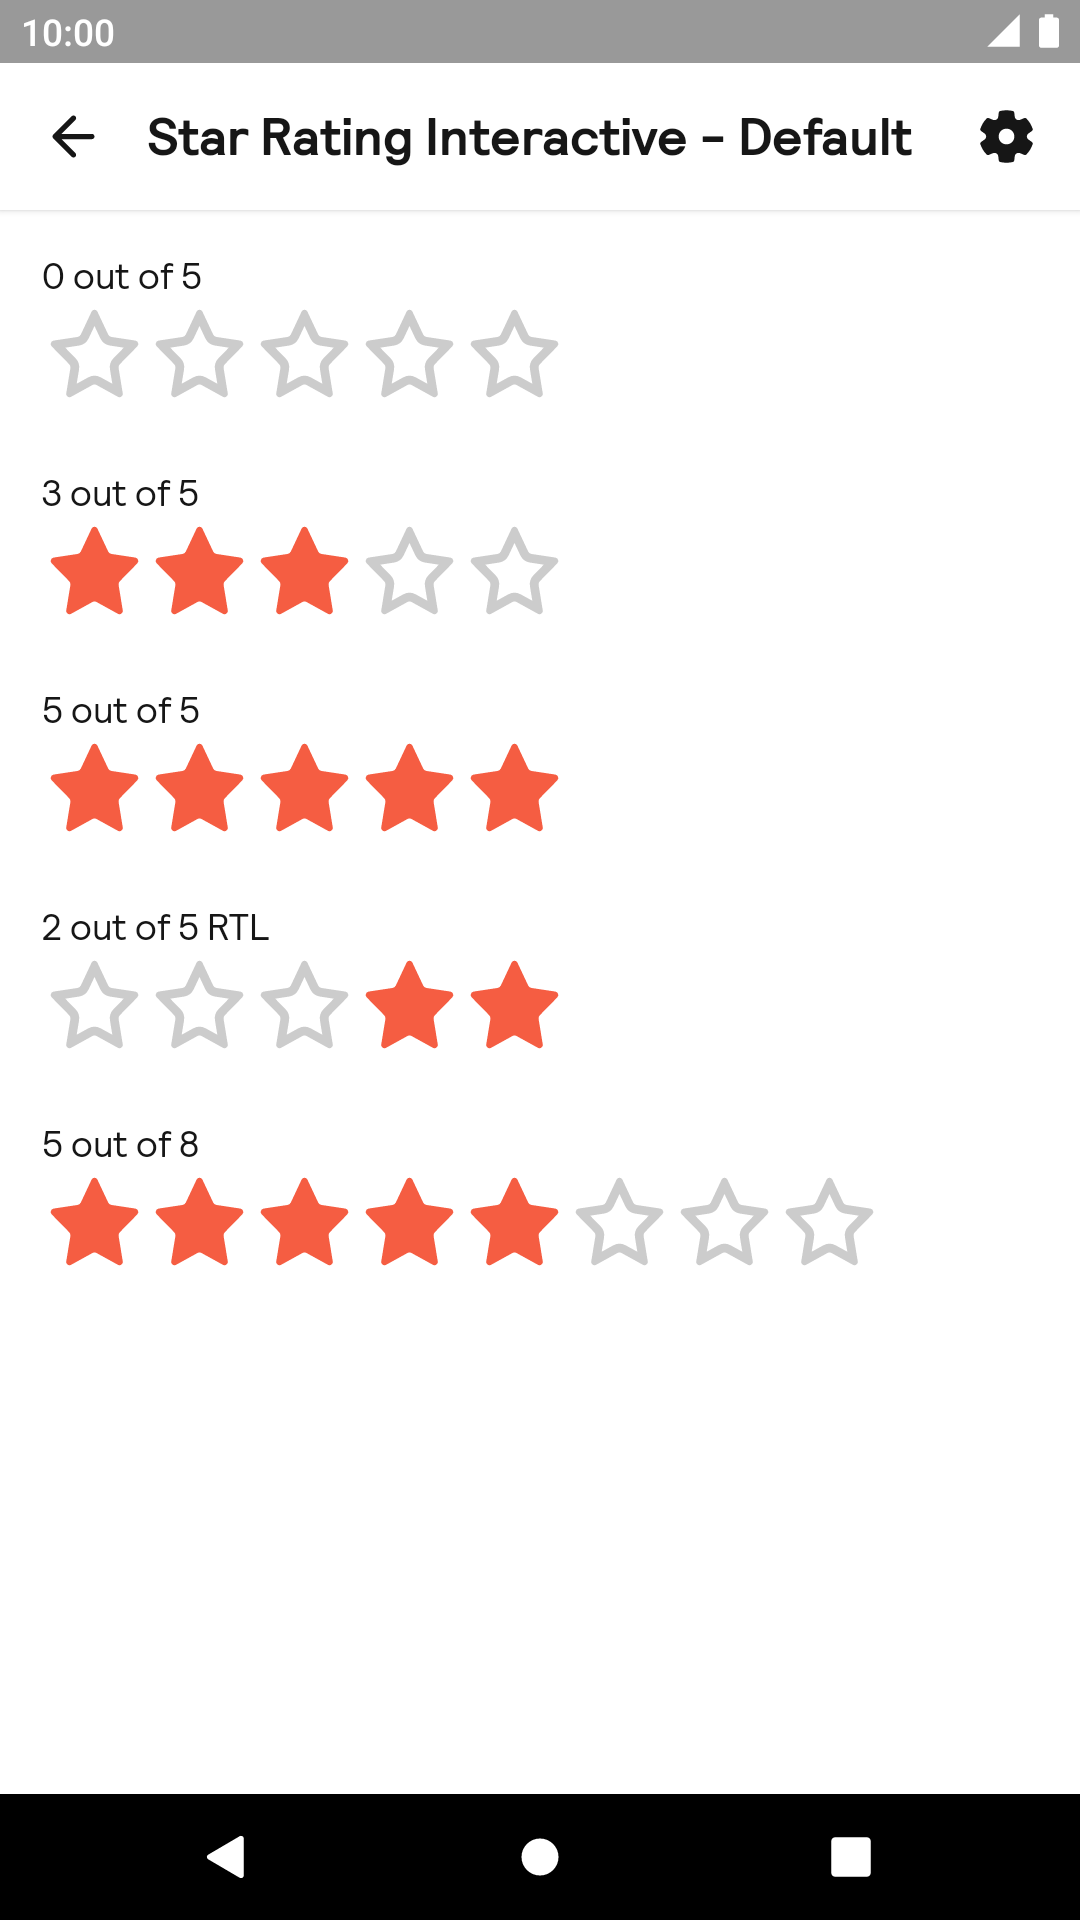 10:00
Star Rating Interactive - Default
0 out of 5
3 out of 5
5 out of 5
2 out of 5 RTL
5 out of 8